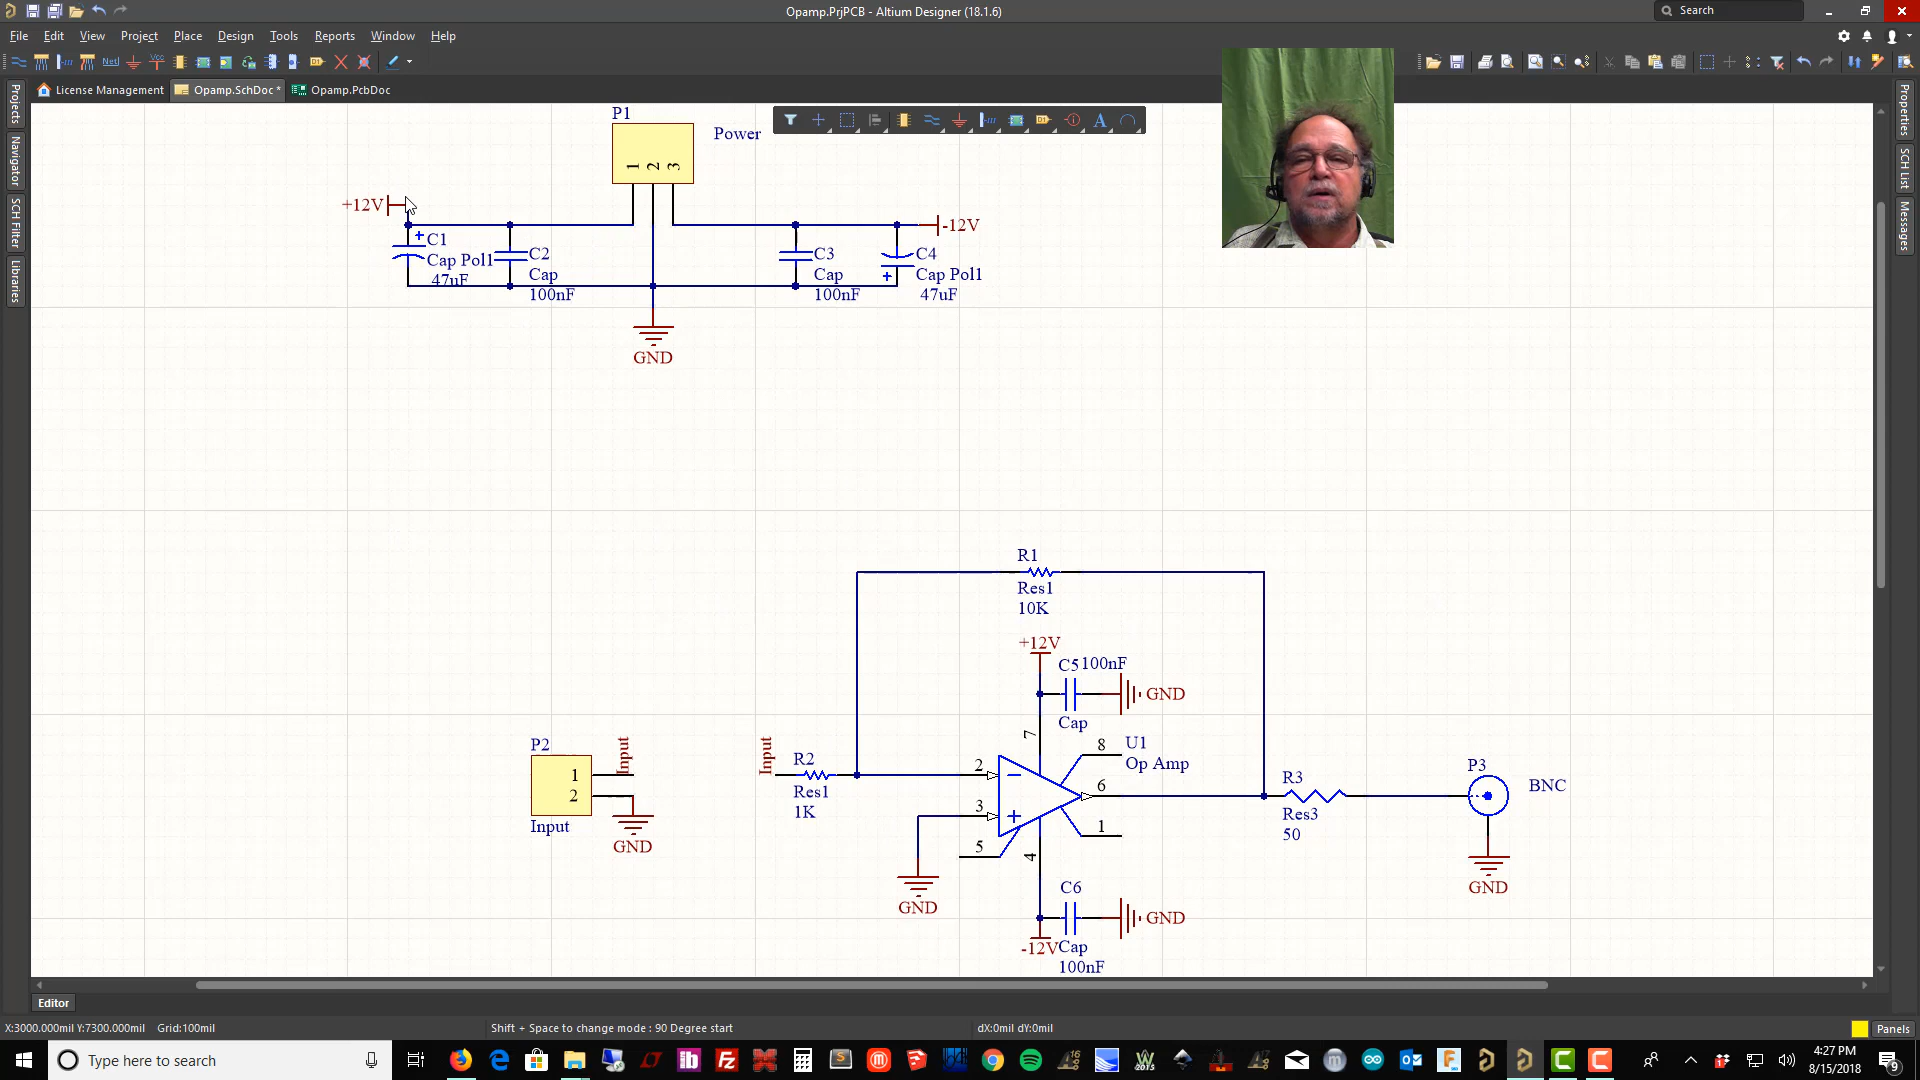 Opamp.PrjPCB - Altium Designer (18.1.6)
Search
File Edit View Project Place Design Tools Reports Window Help
Net
Vcc
License Management
Opamp.SchDoc *
Opamp.PcbDoc
Projects
Navigator
SCH Filter
Libraries
Properties
SCH List
Messages
P1
Power
1 2 3
+12V
-12V
+ C1
Cap Pol1
47uF
C2
Cap
100nF
C3
Cap
100nF
C4
Cap Pol1
+ 47uF
GND
R1
Res1
10K
+12V
C5 100nF
GND
Cap
7
P2
1
2
Input
Input
GND
Input
R2
Res1
1K
2
3
5
4
8
6
1
U1
Op Amp
GND
R3
Res3
50
P3
BNC
GND
C6
GND
-12V Cap
100nF
Editor
X:3000.000mil Y:7300.000mil Grid:100mil
Shift + Space to change mode : 90 Degree start
dX:0mil dY:0mil
Panels
Type here to search
4:27 PM
8/15/2018
9